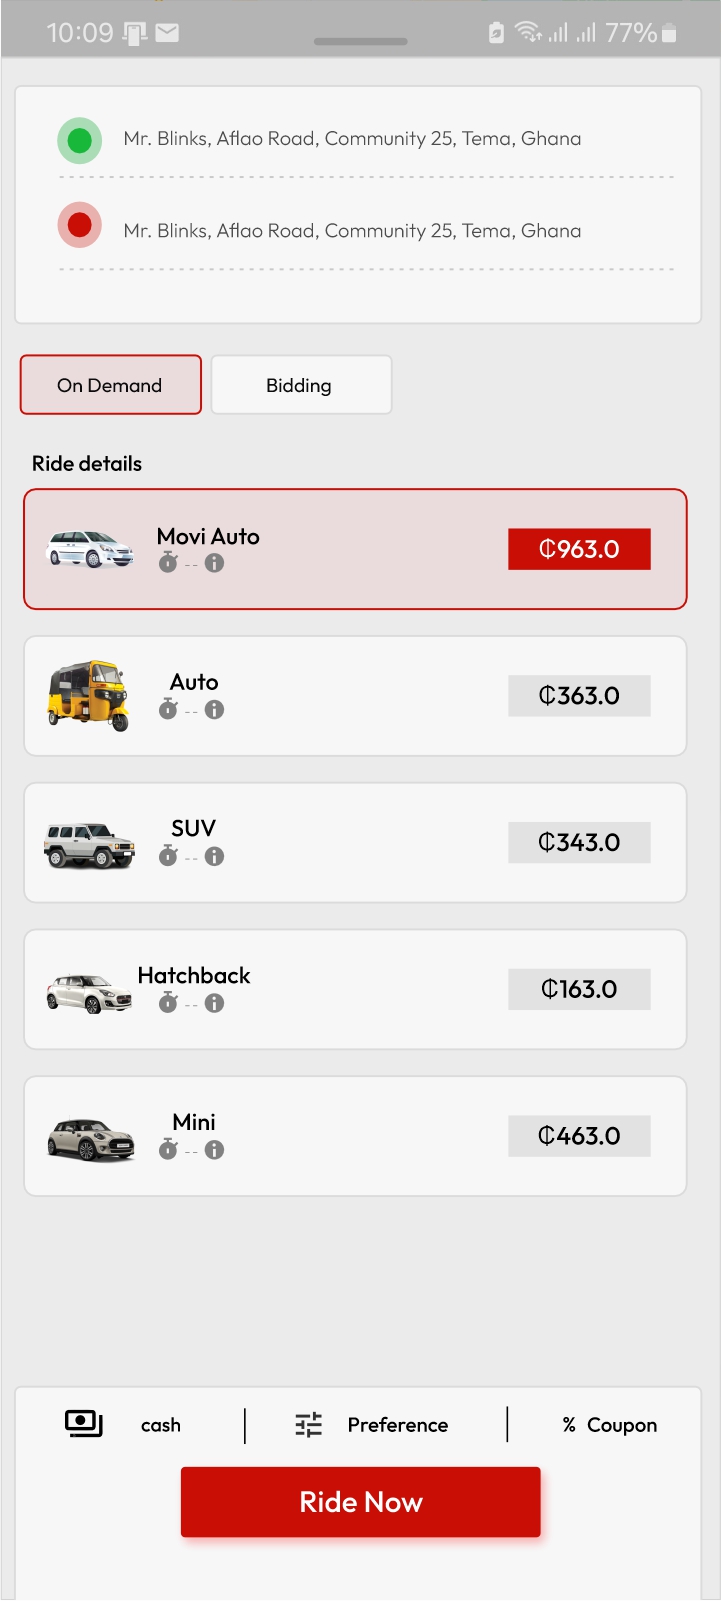 10:09
77%
Mr. Blinks, Aflao Road, Community 25, Tema, Ghana
Mr. Blinks, Aflao Road, Community 25, Tema, Ghana
On Demand
Bidding
Ride details
Movi Auto
--
₵963.0
Auto
--
₵363.0
SUV
--
₵343.0
Hatchback
--
₵163.0
Mini
--
₵463.0
cash
Preference
% Coupon
Ride Now